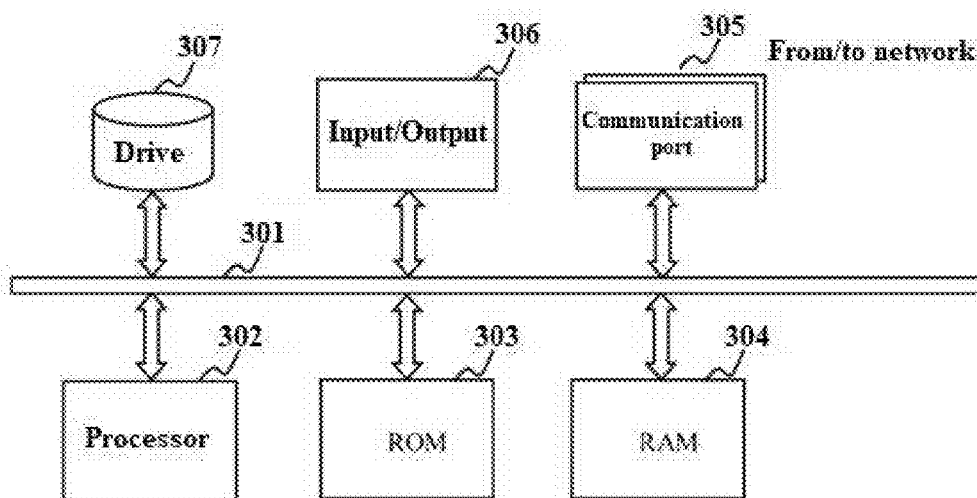 307
306
305
From/to network
Drive
Input/Output
Communication
port
301
302
303
304
Processor
ROM
RAM